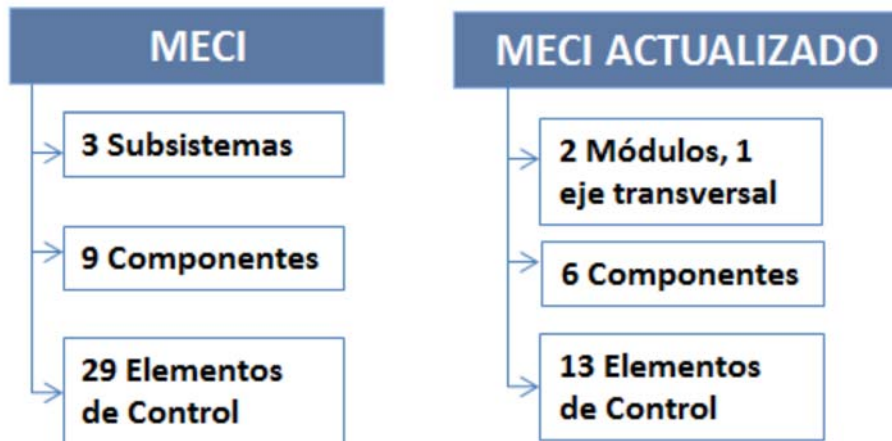 MECI
3 Subsistemas
9 Componentes
29 Elementos
de Control
MECI ACTUALIZADO
2 Módulos, 1
eje transversal
6 Componentes
13 Elementos
de Control